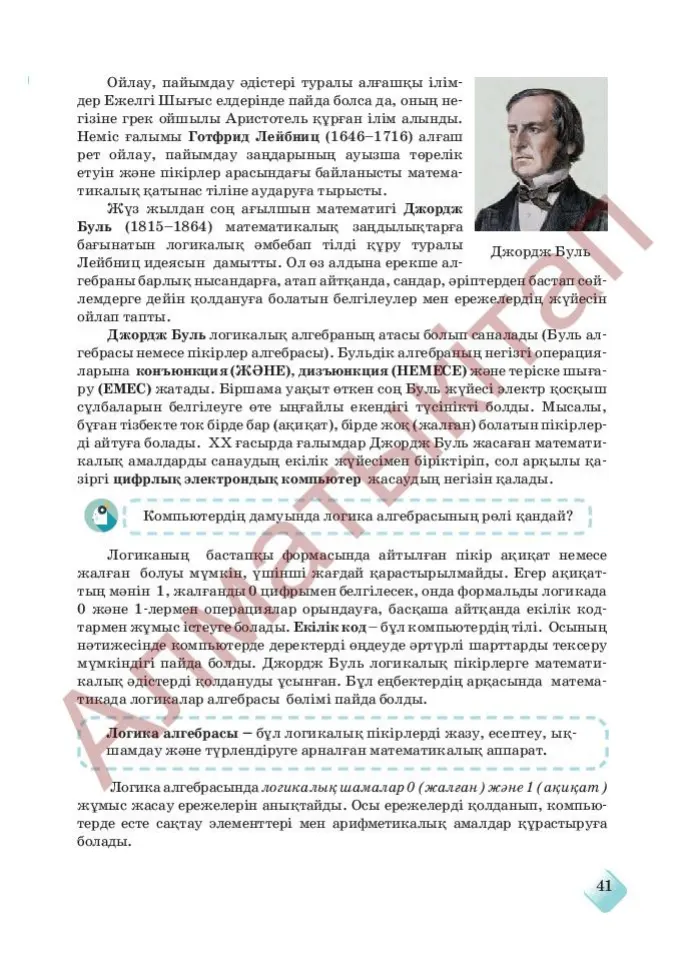 Ойлау, пайымдау әдістері туралы алғашқы ілім-
дер Ежелгі Шығыс елдерінде пайда болса да, оның не-
гізіне грек ойшылы Аристотель құрған ілім алынды.
Неміс ғалымы Готфрид Лейбниц (1646–1716) алғаш
рет ойлау, пайымдау заңдарының ауызша төрелік
етуін және пікірлер арасындағы байланысты матема-
тикалық қатынас тіліне аударуға тырысты.
Жүз жылдан соң ағылшын математигі Джордж
Буль (1815–1864) математикалық заңдылықтарға
бағынатын логикалық әмбебап тілді құру туралы
Лейбниц идеясын дамытты. Ол өз алдына ерекше ал-
гебраны барлық нысандарға, атап айтқанда, сандар, әріптерден бастап сөй-
лемдерге дейін қолдануға болатын белгілеулер мен ережелердің жүйесін
ойлап тапты.
Джордж Буль
Джордж Буль логикалық алгебраның атасы болып саналады (Буль ал-
гебрасы немесе пікірлер алгебрасы). Бульдік алгебраның негізгі операция-
ларына конъюнкция (ЖӘНЕ), дизъюнкция (НЕМЕСЕ) және теріске шыға-
ру (ЕМЕС) жатады. Біршама уақыт өткен соң Буль жүйесі электр қосқыш
сұлбаларын белгілеуге өте ыңғайлы екендігі түсінікті болды. Мысалы,
бұған тізбекте ток бірде бар (ақиқат), бірде жоқ (жалған) болатын пікірлер-
ді айтуға болады. ХХ ғасырда ғалымдар Джордж Буль жасаған математи-
калық амалдарды санаудың екілік жүйесімен біріктіріп, сол арқылы қа-
зіргі цифрлық электрондық компьютер жасаудың негізін қалады.
Компьютердің дамуында логика алгебрасының рөлі қандай?
Логиканың бастапқы формасында айтылған пікір ақиқат немесе
жалған болуы мүмкін, үшінші жағдай қарастырылмайды. Егер ақиқат-
тың мәнін 1, жалғанды 0 цифрымен белгілесек, онда формальды логикада
0 және 1-лермен операциялар орындауға, басқаша айтқанда екілік код-
тармен жұмыс істеуге болады. Екілік код – бұл компьютердің тілі. Осының
нәтижесінде компьютерде деректерді өңдеуде әртүрлі шарттарды тексеру
мүмкіндігі пайда болды. Джордж Буль логикалық пікірлерге математи-
калық әдістерді қолдануды ұсынған. Бұл еңбектердің арқасында матема-
тикада логикалар алгебрасы бөлімі пайда болды.
Логика алгебрасы – бұл логикалық пікірлерді жазу, есептеу, ық-
шамдау және түрлендіруге арналған математикалық аппарат.
Логика алгебрасында логикалық шамалар 0 (жалған) және 1 (ақиқат)
жұмыс жасау ережелерін анықтайды. Осы ережелерді қолданып, компью-
терде есте сақтау элементтері мен арифметикалық амалдар құрастыруға
болады.
41
Алматыкітап